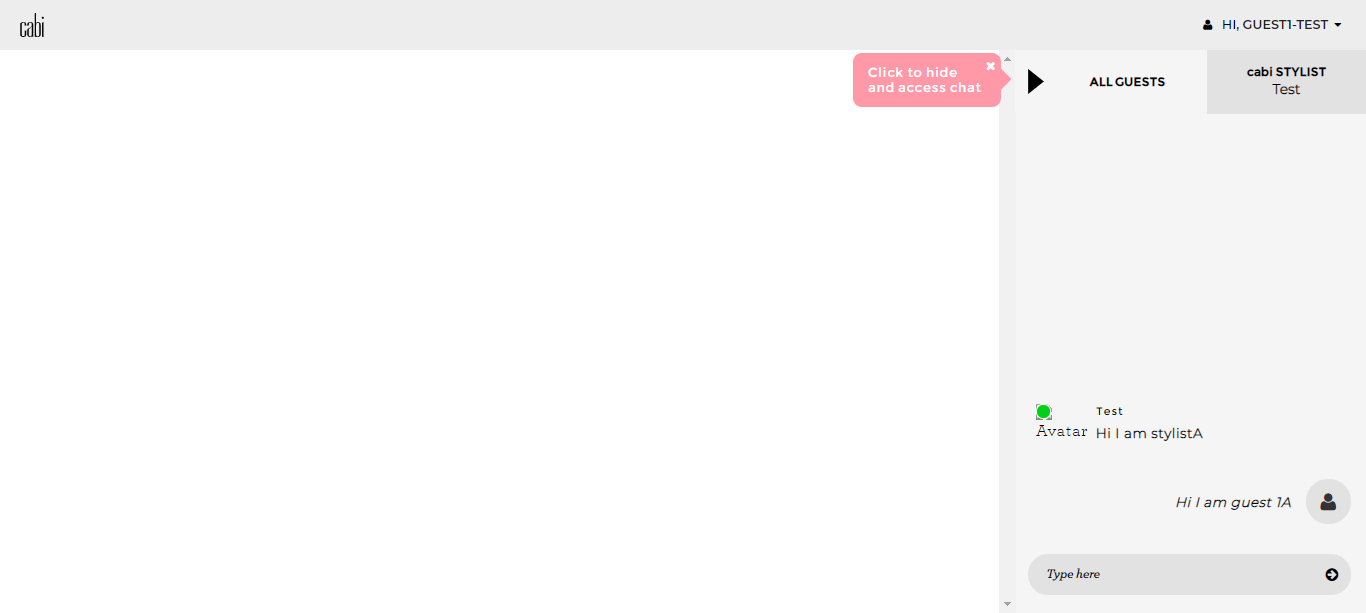 cabi
HI, GUEST1-TEST
Click to hide
and access chat
ALL GUESTS
cabi STYLIST
Test
Test
Avatar
Hi I am stylistA
Hi I am guest 1A
Type here